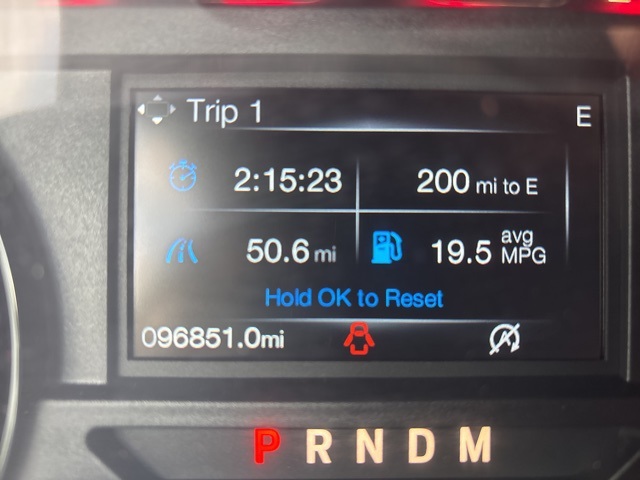 Trip 1
E
2:15:23
200 mi to E
50.6 mi
19.5 avg MPG
Hold OK to Reset
096851.0mi
P R N D M